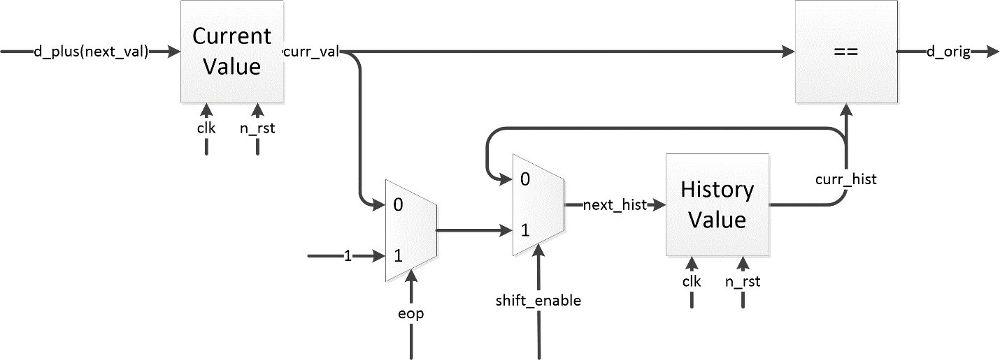 d_plus(next_val)
Current
Value
curr_val
==
d_orig
clk
n_rst
0
1
1
eop
0
1
shift_enable
next_hist
History
Value
curr_hist
clk
n_rst